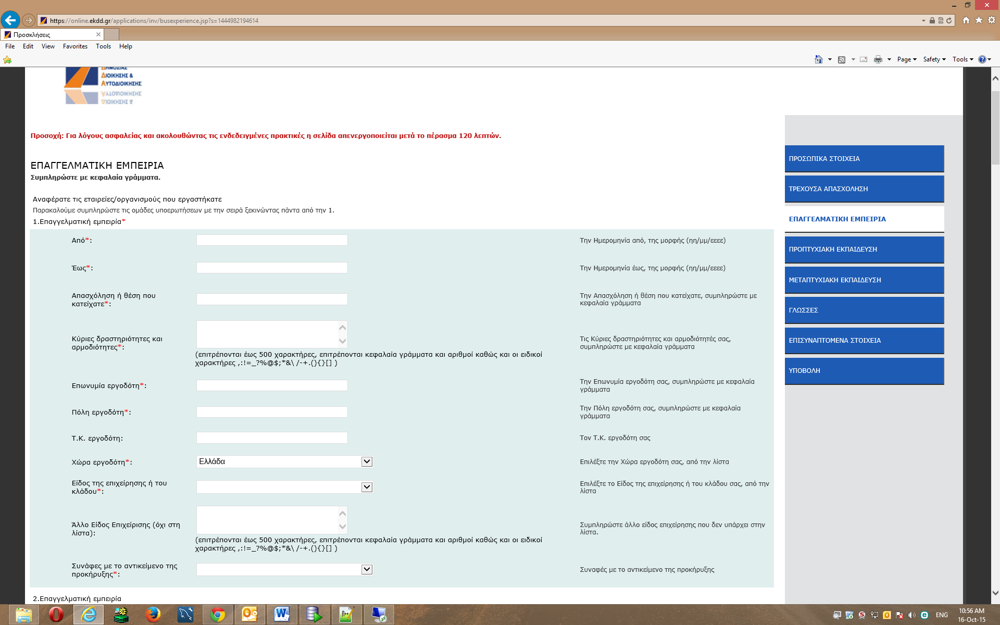 https://online.ekdd.gr/applications/inv/busexperience.jsp?s=1444982194614
Προσκλήσεις
File Edit View Favorites Tools Help
Page Safety Tools
ΔΗΜΟΣΙΑΣ
ΔΙΟΙΚΗΣΗΣ &
ΑΥΤΟΔΙΟΙΚΗΣΗΣ
Προσοχή: Για λόγους ασφαλείας και ακολουθώντας τις ενδεδειγμένες πρακτικές η σελίδα απενεργοποιείται μετά το πέρασμα 120 λεπτών.
ΕΠΑΓΓΕΛΜΑΤΙΚΗ ΕΜΠΕΙΡΙΑ
Συμπληρώστε με κεφαλαία γράμματα.
Αναφέρατε τις εταιρείες/οργανισμούς που εργαστήκατε
Παρακαλούμε συμπληρώστε τις ομάδες υποερωτήσεων με την σειρά ξεκινώντας πάντα από την 1.
1.Επαγγελματική εμπειρία*
Από*:
Την Ημερομηνία από, της μορφής (ηη/μμ/εεεε)
Έως*:
Την Ημερομηνία έως, της μορφής (ηη/μμ/εεεε)
Απασχόληση ή θέση που
κατείχατε*:
Την Απασχόληση ή θέση που κατείχατε, συμπληρώστε με
κεφαλαία γράμματα
Κύριες δραστηριότητες και
αρμοδιότητες*:
(επιτρέπονται έως 500 χαρακτήρες, επιτρέπονται κεφαλαία γράμματα και αριθμοί καθώς και οι ειδικοί
χαρακτήρες ,:!=_?%@$;*&\ /-+.(){}[] )
Τις Κύριες δραστηριότητες και αρμοδιότητές σας,
συμπληρώστε με κεφαλαία γράμματα
Επωνυμία εργοδότη*:
Την Επωνυμία εργοδότη σας, συμπληρώστε με κεφαλαία
γράμματα
Πόλη εργοδότη*:
Την Πόλη εργοδότη σας, συμπληρώστε με κεφαλαία
γράμματα
Τ.Κ. εργοδότη:
Τον Τ.Κ. εργοδότη σας
Χώρα εργοδότη*:
Ελλάδα
Επιλέξτε την Χώρα εργοδότη σας, από την λίστα
Είδος της επιχείρησης ή του
κλάδου*:
Επιλέξτε το Είδος της επιχείρησης ή του κλάδου σας, από την
λίστα
Άλλο Είδος Επιχείρισης (όχι στη
λίστα):
(επιτρέπονται έως 500 χαρακτήρες, επιτρέπονται κεφαλαία γράμματα και αριθμοί καθώς και οι ειδικοί
χαρακτήρες ,:!=_?%@$;*&\ /-+.(){}[] )
Συμπληρώστε άλλο είδος επιχείρησης που δεν υπάρχει στην
λίστα.
Συνάφες με το αντικείμενο της
προκήρυξης*:
Συναφές με το αντικείμενο της προκήρυξης
2.Επαγγελματική εμπειρία
ΠΡΟΣΩΠΙΚΑ ΣΤΟΙΧΕΙΑ
ΤΡΕΧΟΥΣΑ ΑΠΑΣΧΟΛΗΣΗ
ΕΠΑΓΓΕΛΜΑΤΙΚΗ ΕΜΠΕΙΡΙΑ
ΠΡΟΠΤΥΧΙΑΚΗ ΕΚΠΑΙΔΕΥΣΗ
ΜΕΤΑΠΤΥΧΙΑΚΗ ΕΚΠΑΙΔΕΥΣΗ
ΓΛΩΣΣΕΣ
ΕΠΙΣΥΝΑΠΤΟΜΕΝΑ ΣΤΟΙΧΕΙΑ
ΥΠΟΒΟΛΗ
ENG
10:56 AM
16-Oct-15